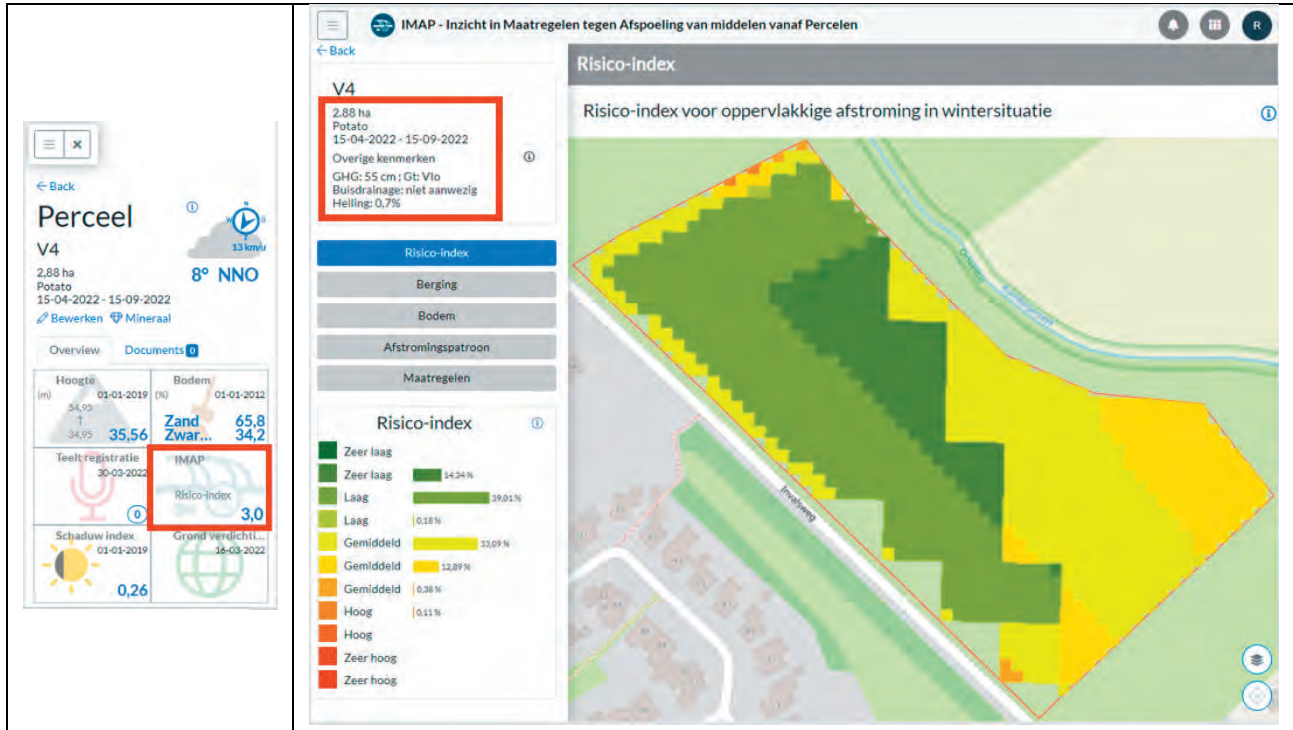 ← Back
Perceel
V4
2,88 ha
Potato
15-04-2022 - 15-09-2022
Bewerken Mineraal
N
W
13 km/u
8° NNO
Overview Documents 0
Hoogte
(m) 01-01-2019
54,95
↑
34,95 35,56
Bodem
(%) 01-01-2012
Zand 65,8
Zwar... 34,2
Teelt registratie
30-03-2022
0
IMAP
Risico-index
3,0
Schaduw index
01-01-2019
0,26
Grond verdichti...
16-03-2022
IMAP - Inzicht in Maatregelen tegen Afspoeling van middelen vanaf Percelen
R
← Back
V4
2.88 ha
Potato
15-04-2022 - 15-09-2022
Overige kenmerken
GHG: 55 cm ; Gt: VIo
Buisdrainage: niet aanwezig
Helling: 0,7%
Risico-index
Berging
Bodem
Afstromingspatroon
Maatregelen
Risico-index
Zeer laag
Zeer laag 14,34 %
Laag 39,01 %
Laag 0,18 %
Gemiddeld 33,09 %
Gemiddeld 12,89 %
Gemiddeld 0,36 %
Hoog 0,11 %
Hoog
Zeer hoog
Zeer hoog
Risico-index
Risico-index voor oppervlakkige afstroming in wintersituatie
Invalsweg